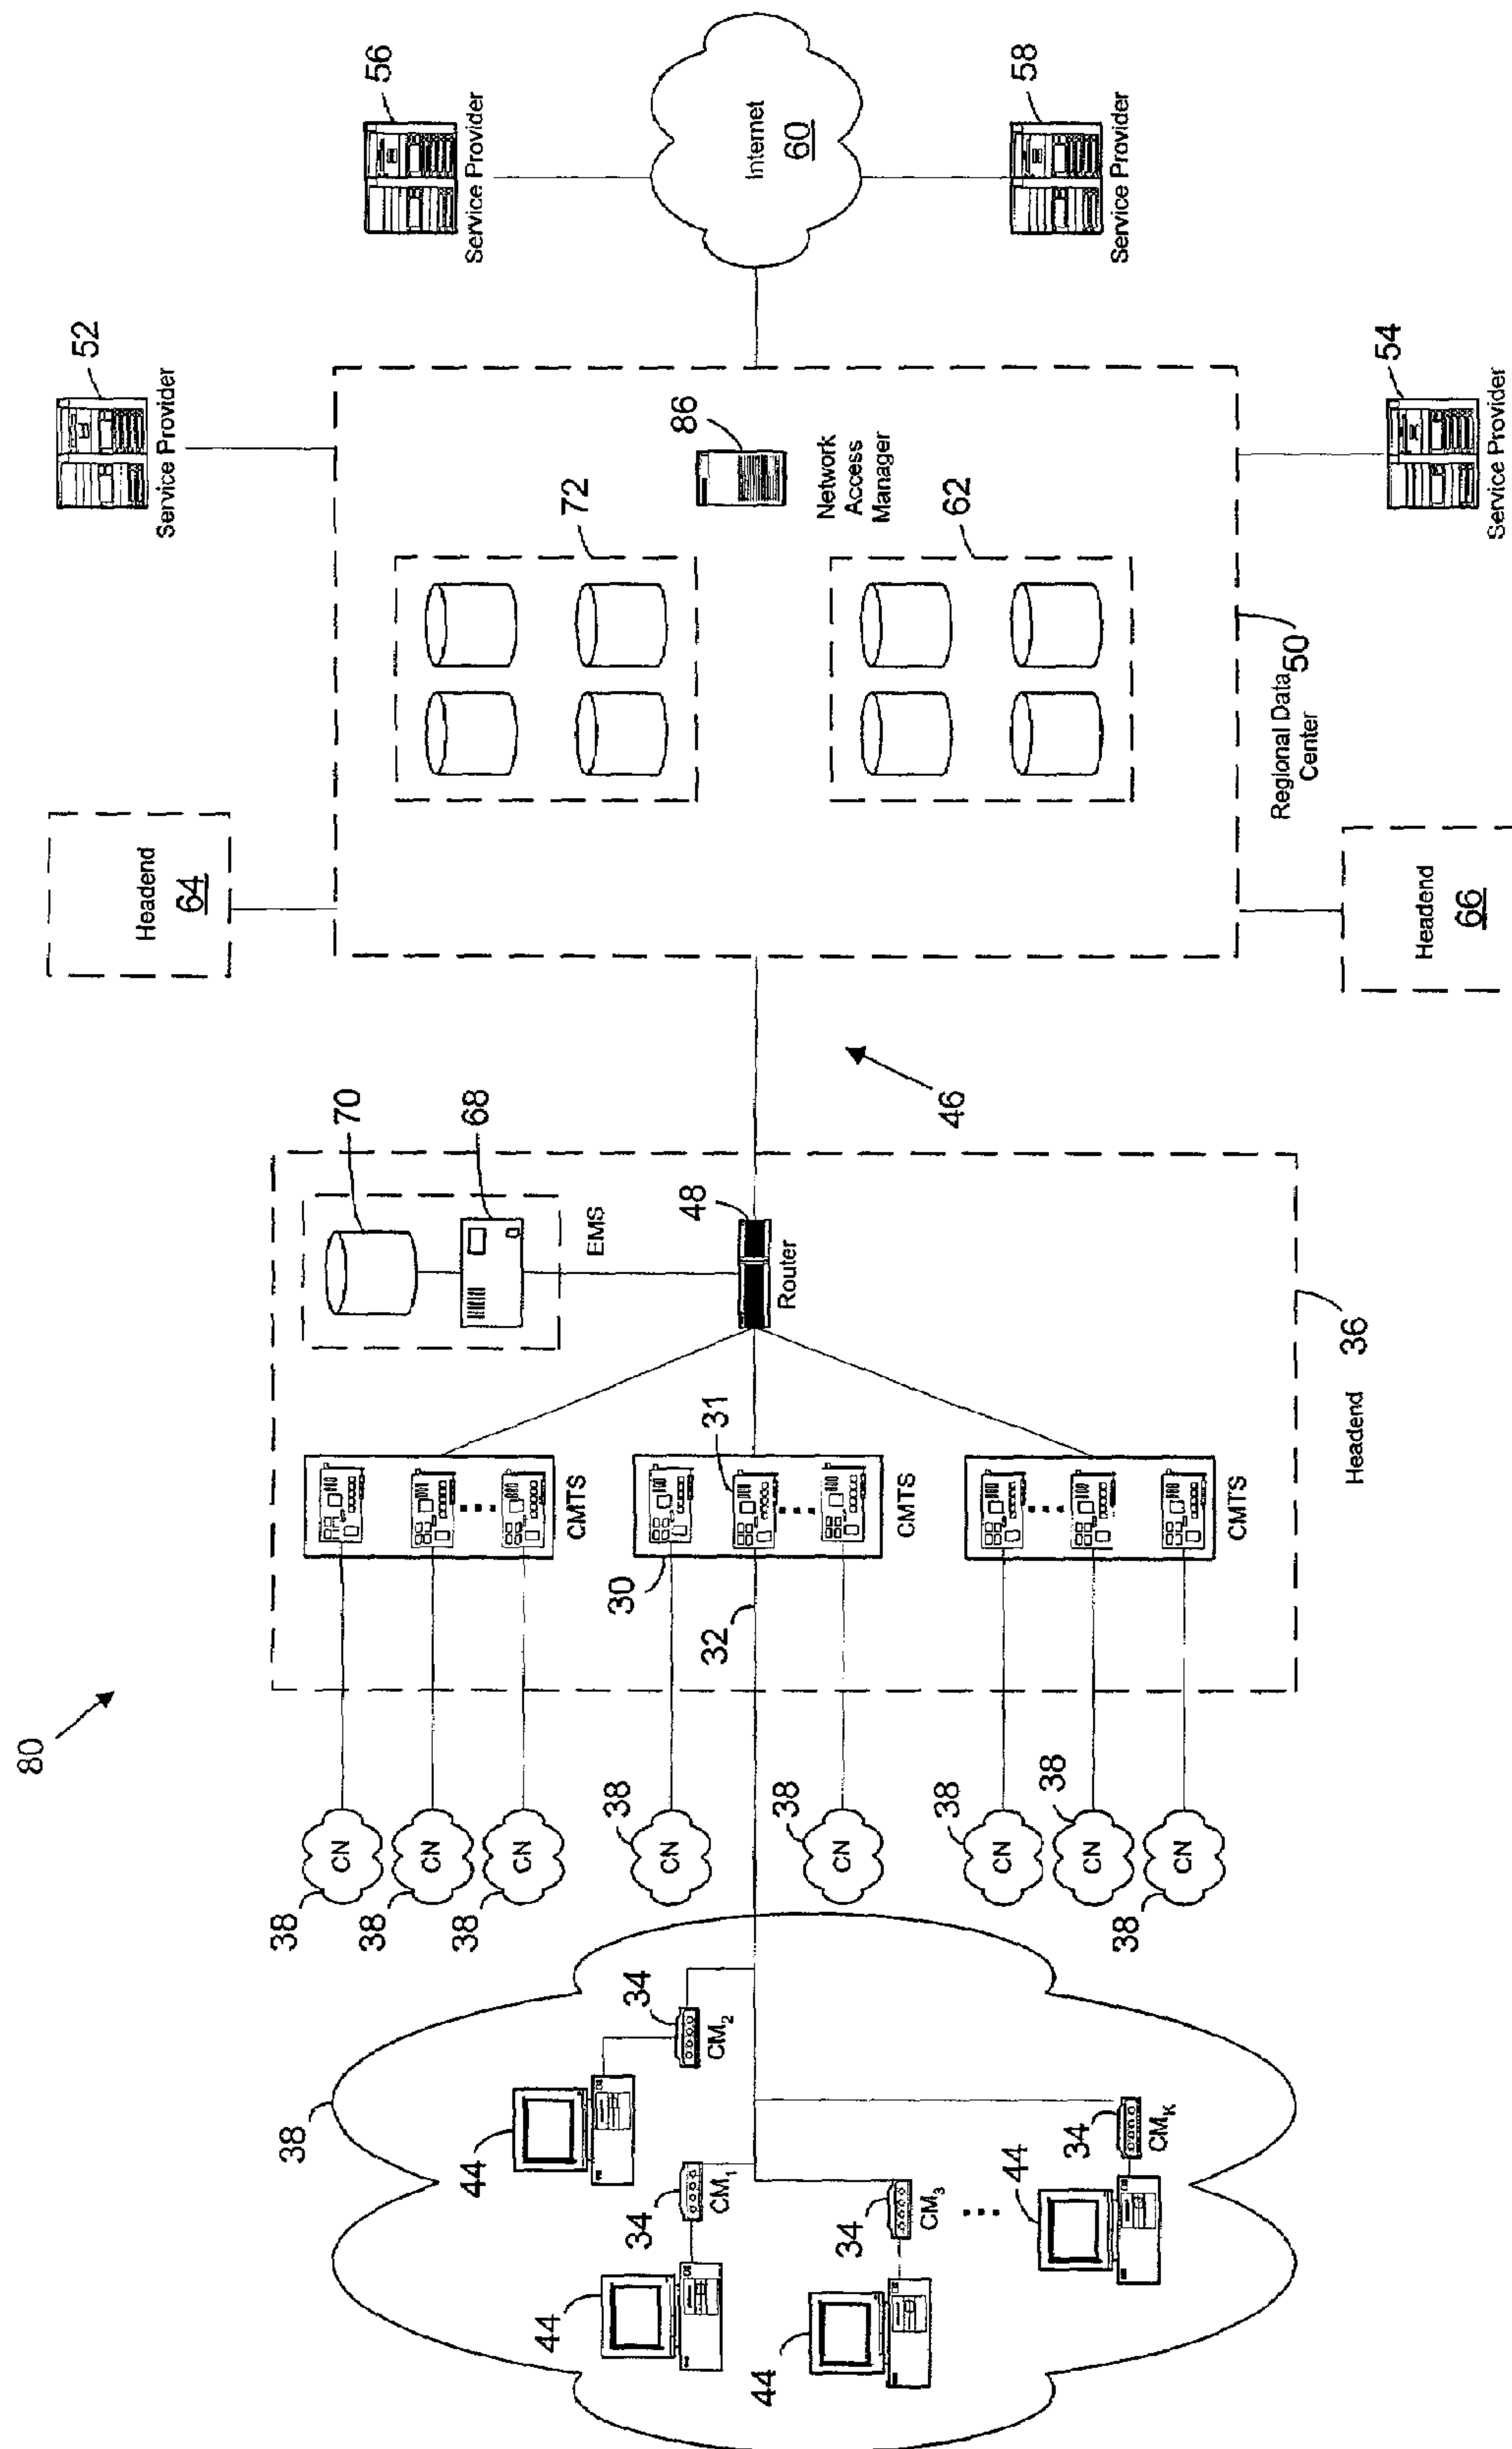 80
38
44
34
CM2
44
34
CM1
44
34
CM3
44
34
CMK
38
CN
38
CN
38
CN
38
CN
38
CN
38
CN
38
CN
38
CN
32
30
31
CMTS
CMTS
CMTS
70
68
EMS
48
Router
Headend
36
46
Headend
64
Headend
66
72
62
86
Network
Access
Manager
Regional Data
Center
50
52
Service Provider
54
Service Provider
56
Service Provider
Internet
60
58
Service Provider